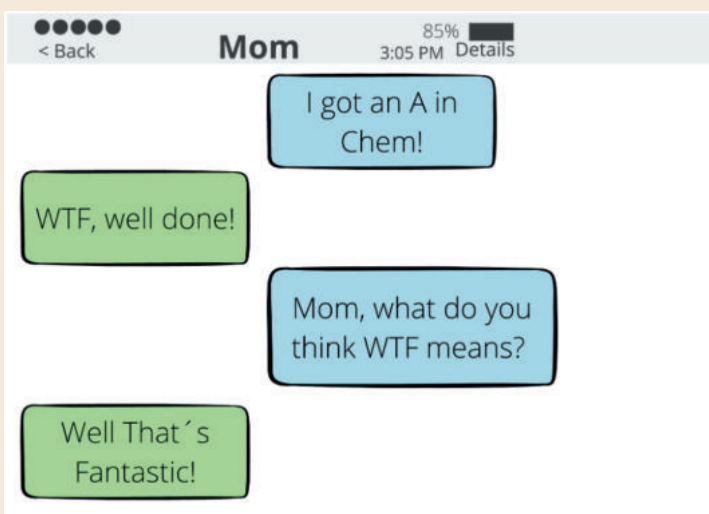 85%
< Back Mom 3:05 PM Details
I got an A in
Chem!
WTF, well done!
Mom, what do you
think WTF means?
Well That´s
Fantastic!